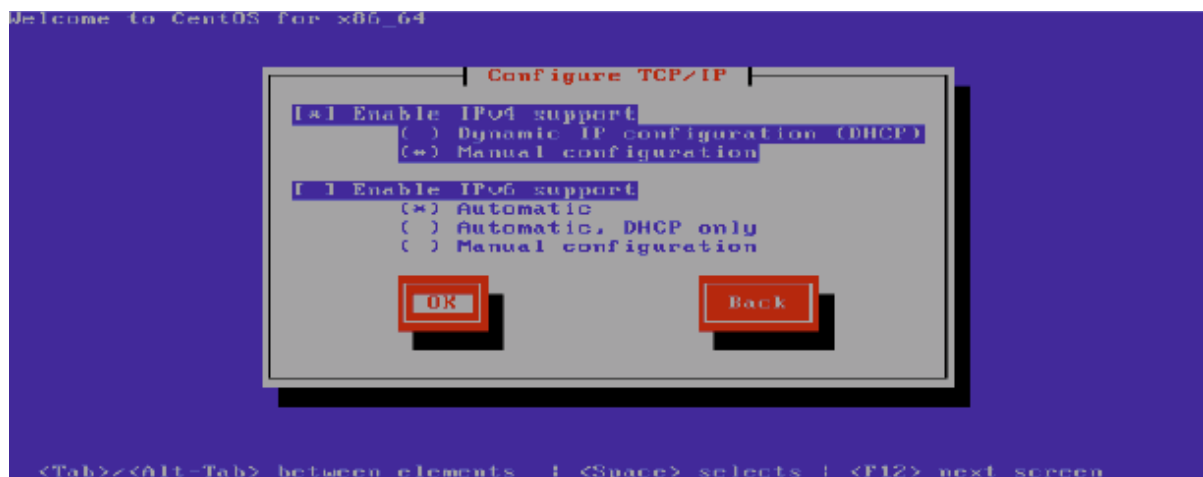 Welcome to CentOS for x86_64
Configure TCP/IP
[*] Enable IPv4 support
( ) Dynamic IP configuration (DHCP)
(*) Manual configuration
[ ] Enable IPv6 support
(*) Automatic
( ) Automatic, DHCP only
( ) Manual configuration
OK Back
<Tab>/<Alt-Tab> between elements | <Space> selects | <F12> next screen